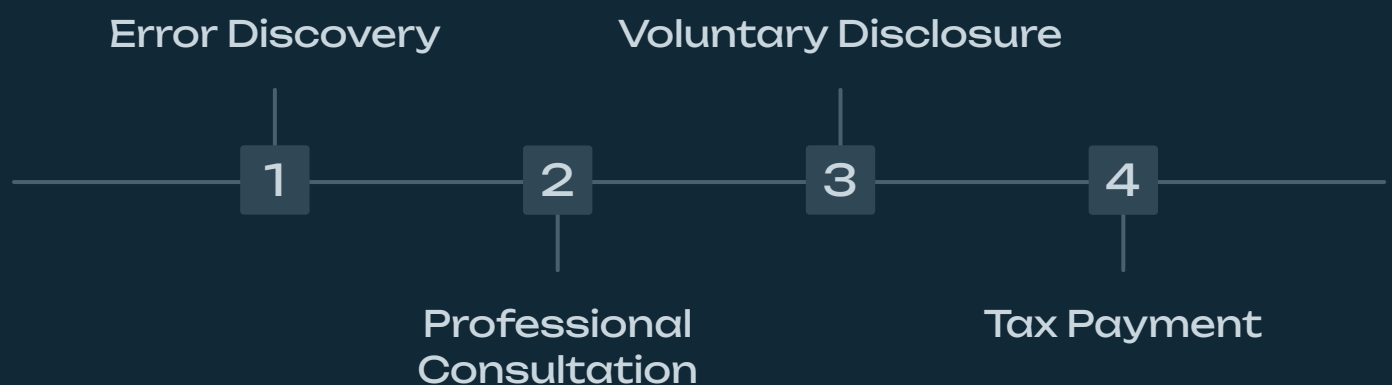 Error Discovery
Voluntary Disclosure
1
2
3
4
Professional
Consultation
Tax Payment